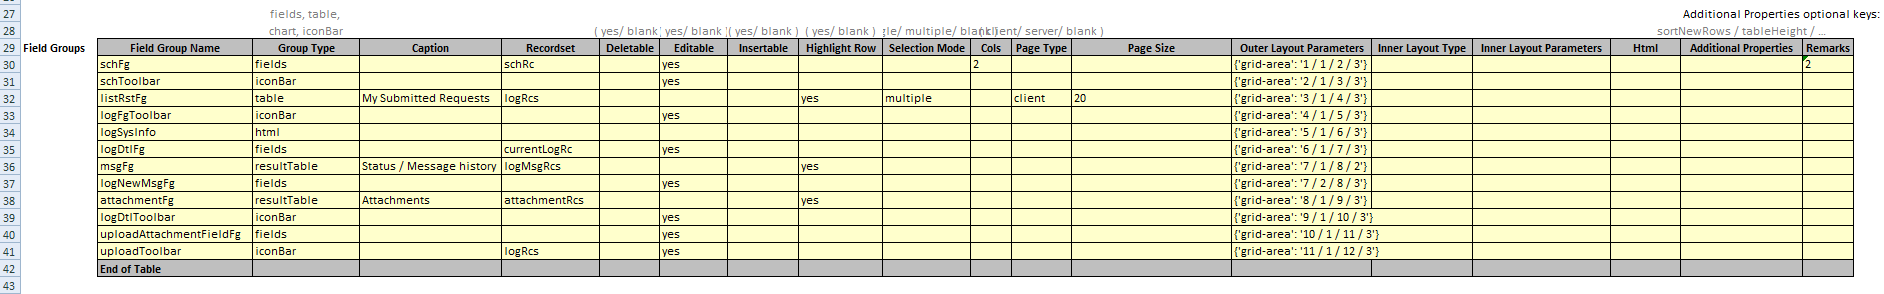 27 fields, table, Additional Properties optional keys:
28 chart, iconBar ( yes/ blank ( yes/ blank ) ( yes/ blank ) ( yes/ blank ) gle/ multiple/ blank client/ server/ blank ) sortNewRows / tableHeight / ...
29 Field Groups Field Group Name Group Type Caption Recordset Deletable Editable Insertable Highlight Row Selection Mode Cols Page Type Page Size Outer Layout Parameters Inner Layout Type Inner Layout Parameters Html Additional Properties Remarks
30 schFg fields schRc yes 2 {'grid-area': '1 / 1 / 2 / 3'} 2
31 schToolbar iconBar yes {'grid-area': '2 / 1 / 3 / 3'}
32 listRstFg table My Submitted Requests logRcs yes multiple client 20 {'grid-area': '3 / 1 / 4 / 3'}
33 logFgToolbar iconBar yes {'grid-area': '4 / 1 / 5 / 3'}
34 logSysInfo html {'grid-area': '5 / 1 / 6 / 3'}
35 logDtlFg fields currentLogRc yes {'grid-area': '6 / 1 / 7 / 3'}
36 msgFg resultTable Status / Message history logMsgRcs yes {'grid-area': '7 / 1 / 8 / 2'}
37 logNewMsgFg fields yes {'grid-area': '7 / 2 / 8 / 3'}
38 attachmentFg resultTable Attachments attachmentRcs yes {'grid-area': '8 / 1 / 9 / 3'}
39 logDtlToolbar iconBar yes {'grid-area': '9 / 1 / 10 / 3'}
40 uploadAttachmentFieldFg fields yes {'grid-area': '10 / 1 / 11 / 3'}
41 uploadToolbar iconBar logRcs yes {'grid-area': '11 / 1 / 12 / 3'}
42 End of Table
43